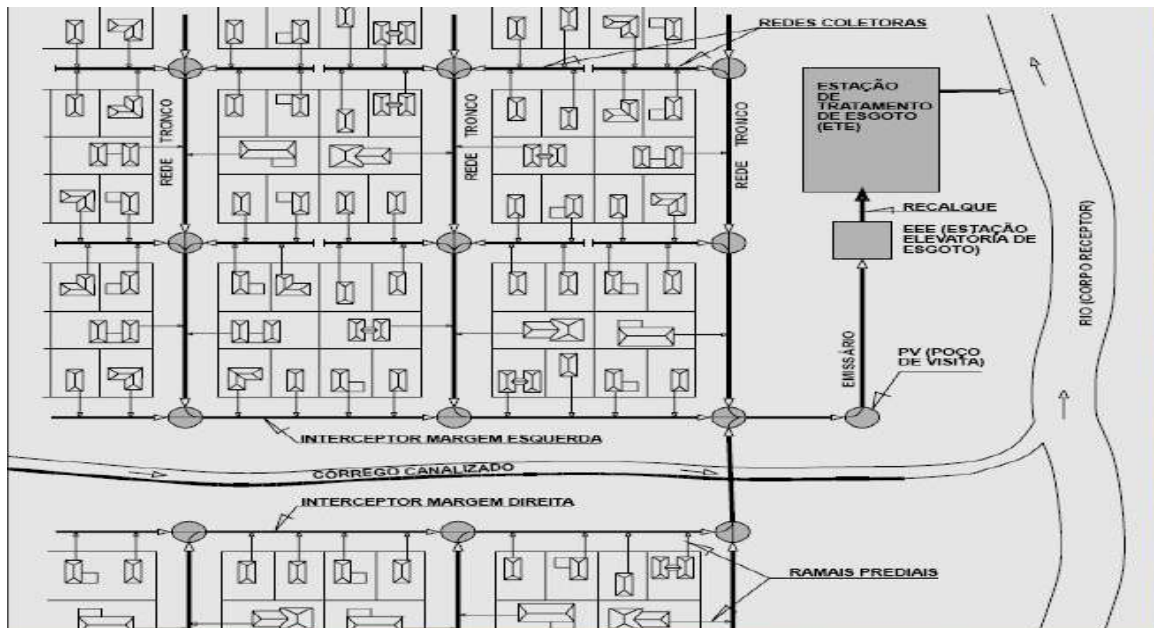 REDES COLETORAS
ESTAÇÃO
DE
TRATAMENTO
DE ESGOTO
(ETE)
REDE TRONCO
REDE TRONCO
REDE TRONCO
RECALQUE
EEE (ESTAÇÃO
ELEVATÓRIA DE
ESGOTO)
RIO (CORPO RECEPTOR)
EMISSÁRIO
PV (POÇO
DE VISITA)
INTERCEPTOR MARGEM ESQUERDA
CÓRREGO CANALIZADO
INTERCEPTOR MARGEM DIREITA
RAMAIS PREDIAIS